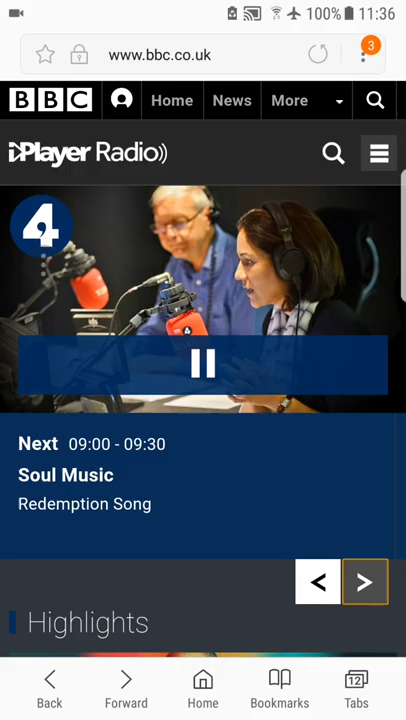 100% 11:36
www.bbc.co.uk
3
BBC Home News More
iPlayer Radio
4
Next 09:00 - 09:30
Soul Music
Redemption Song
< >
Highlights
12
Back Forward Home Bookmarks Tabs